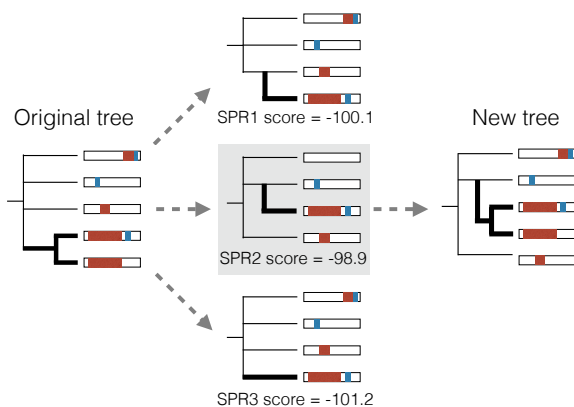 SPR1 score = -100.1
Original tree
New tree
SPR2 score = -98.9
SPR3 score = -101.2